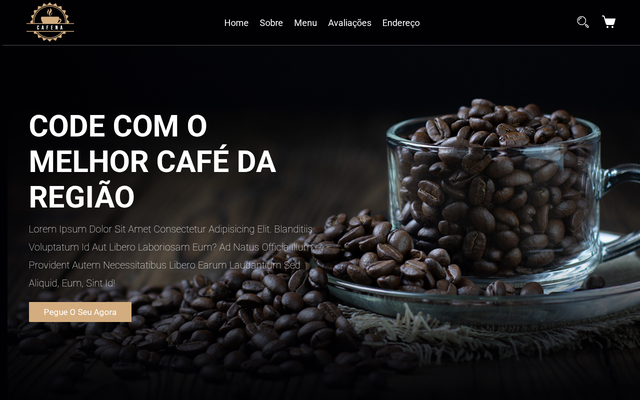 CAFENA
Home Sobre Menu Avaliações Endereço
CODE COM O
MELHOR CAFÉ DA
REGIÃO
Lorem Ipsum Dolor Sit Amet Consectetur Adipisicing Elit. Blanditiis
Voluptatum Id Aut Libero Laboriosam Eum? Ad Natus Officia Illum
Provident Autem Necessitatibus Libero Earum Laudantium Sed
Aliquid, Eum, Sint Id!
Pegue O Seu Agora